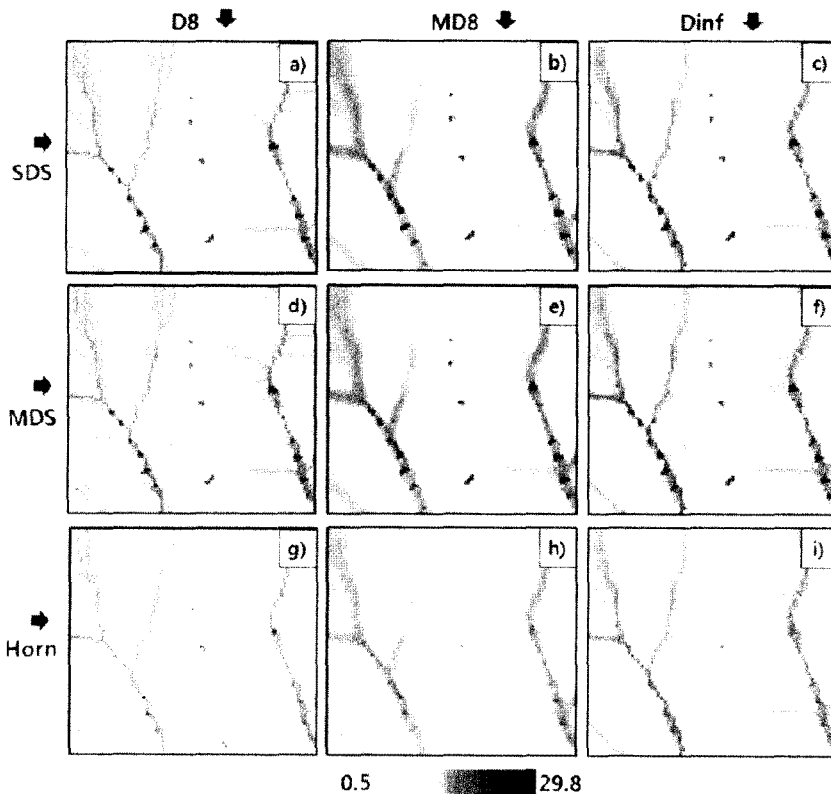 D8 MD8 Dinf
a) b) c)
SDS
d) e) f)
MDS
g) h) i)
Horn
0.5 29.8